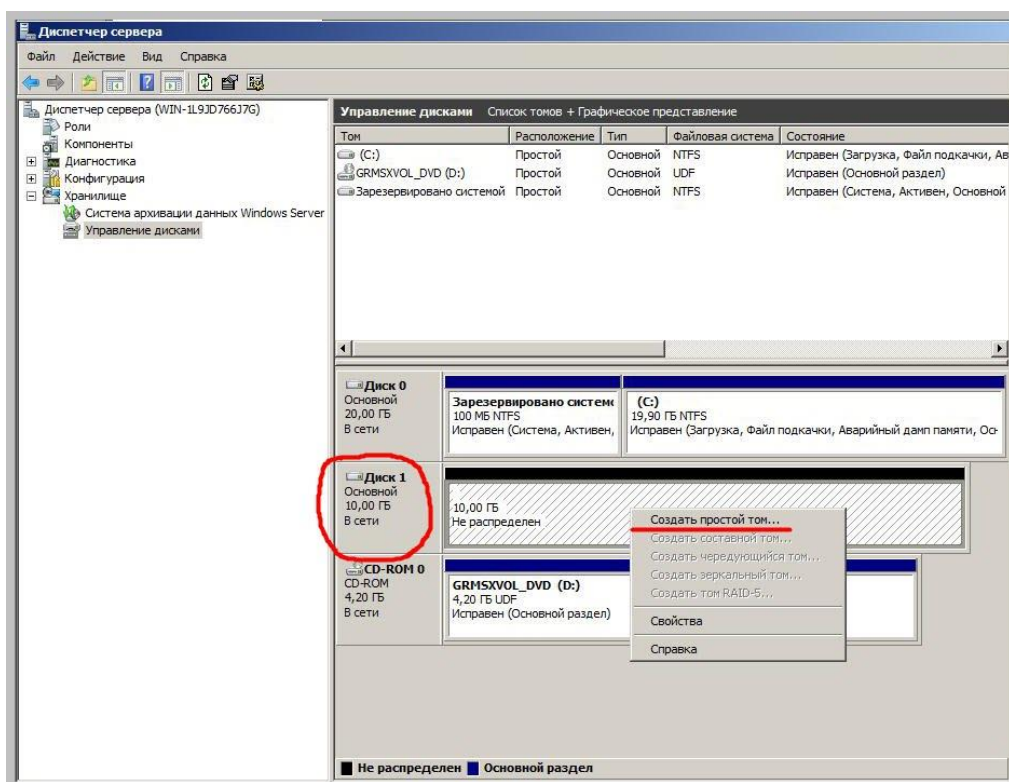 Диспетчер сервера
Файл Действие Вид Справка
Диспетчер сервера (WIN-1L9JD766J7G)
Роли
Компоненты
Диагностика
Конфигурация
Хранилище
Система архивации данных Windows Server
Управление дисками
Управление дисками Список томов + Графическое представление
Том Расположение Тип Файловая система Состояние
(C:) Простой Основной NTFS Исправен (Загрузка, Файл подкачки, Ав
GRMSXVOL_DVD (D:) Простой Основной UDF Исправен (Основной раздел)
Зарезервировано системой Простой Основной NTFS Исправен (Система, Активен, Основной
Диск 0
Основной
20,00 ГБ
В сети
Зарезервировано системо
100 МБ NTFS
Исправен (Система, Активен,
(C:)
19,90 ГБ NTFS
Исправен (Загрузка, Файл подкачки, Аварийный дамп памяти, Ос
Диск 1
Основной
10,00 ГБ
В сети
10,00 ГБ
Не распределен
Создать простой том...
Создать составной том...
Создать чередующийся том...
Создать зеркальный том...
Создать том RAID-5...
Свойства
Справка
CD-ROM 0
CD-ROM
4,20 ГБ
В сети
GRMSXVOL_DVD (D:)
4,20 ГБ UDF
Исправен (Основной раздел)
Не распределен Основной раздел